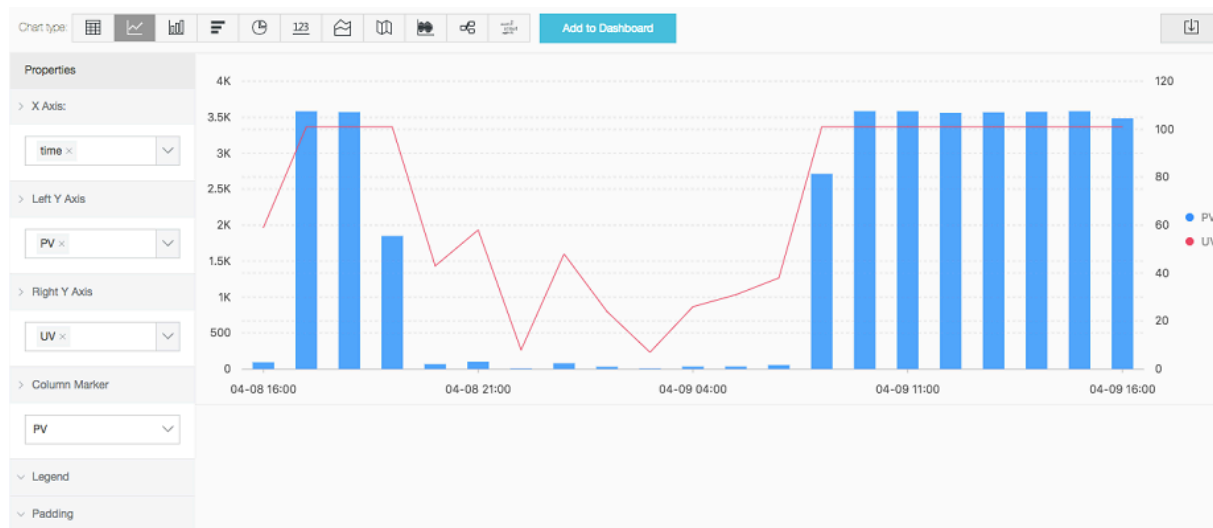 Chart type: 123 Add to Dashboard
Properties
X Axis:
time ×
Left Y Axis
PV ×
Right Y Axis
UV ×
Column Marker
PV
Legend
Padding
4K
3.5K
3K
2.5K
2K
1.5K
1K
500
0
120
100
80
60
40
20
0
04-08 16:00 04-08 21:00 04-09 04:00 04-09 11:00 04-09 16:00
PV
UV